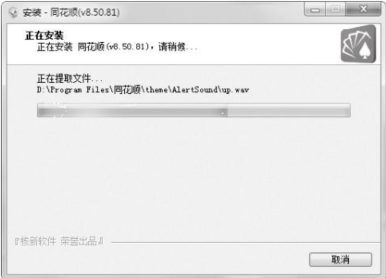 安装 - 同花顺(v8.50.81)
正在安装
正在安装 同花顺(v8.50.81)，请稍候...
正在提取文件...
D:\Program Files\同花顺\theme\AlertSound\up.wav
『核新软件 荣誉出品』
取消